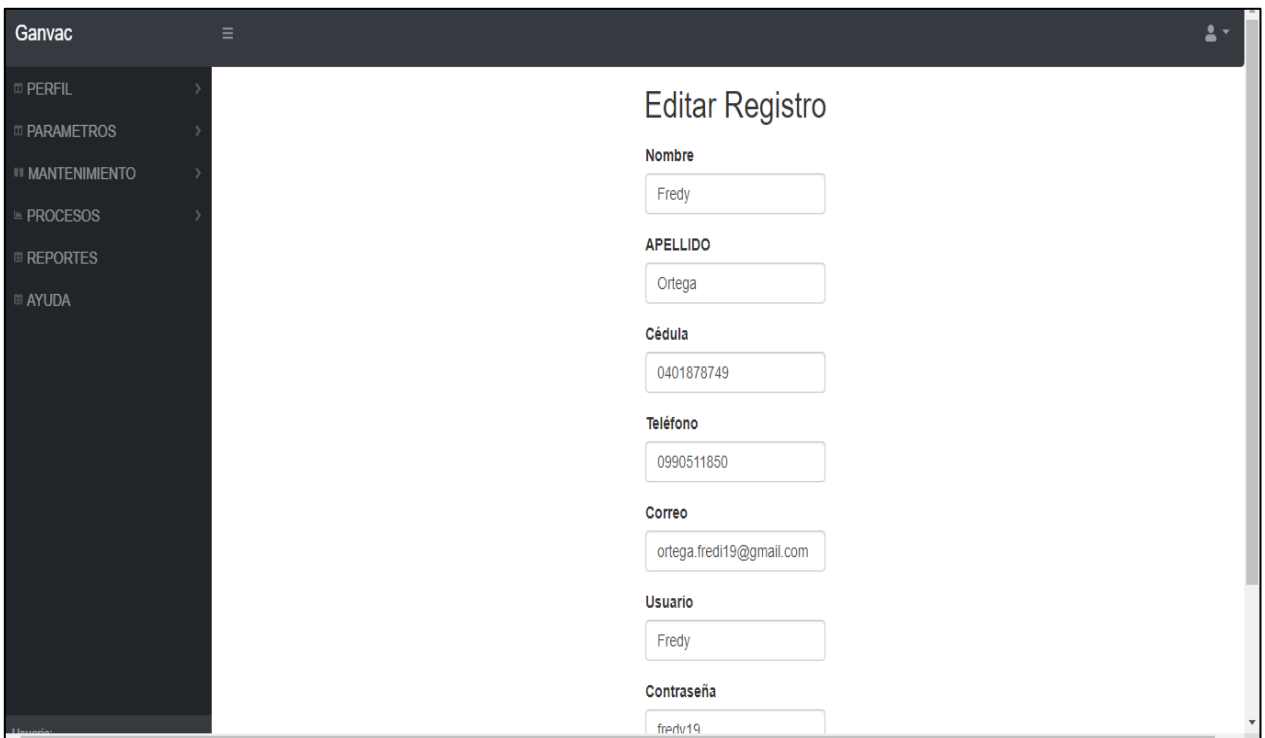 Ganvac
PERFIL
PARAMETROS
MANTENIMIENTO
PROCESOS
REPORTES
AYUDA
Editar Registro
Nombre
Fredy
APELLIDO
Ortega
Cédula
0401878749
Teléfono
0990511850
Correo
ortega.fredi19@gmail.com
Usuario
Fredy
Contraseña
fredy19
Usuario: